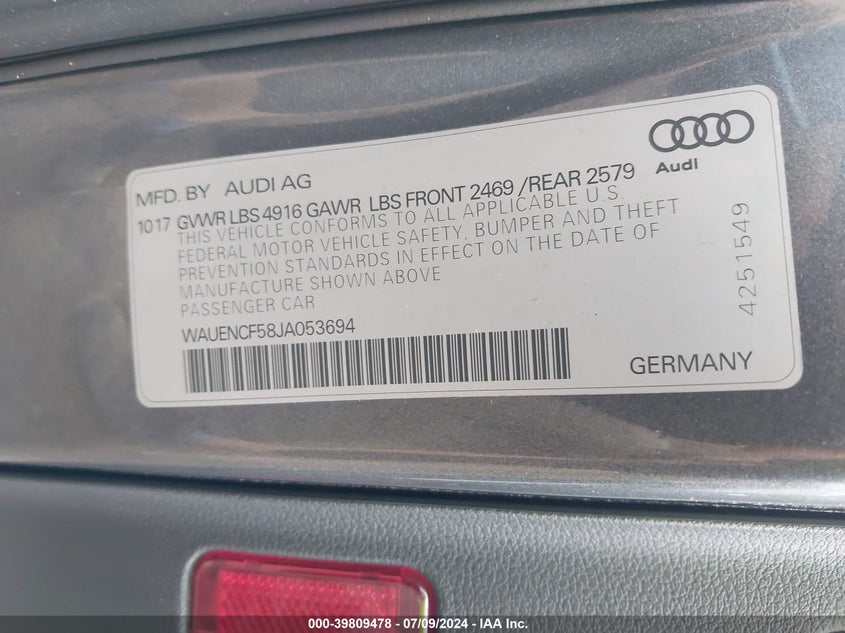 Audi
MFD. BY AUDI AG
1017 GVWR LBS 4916 GAWR LBS FRONT 2469 /REAR 2579
THIS VEHICLE CONFORMS TO ALL APPLICABLE U.S.
FEDERAL MOTOR VEHICLE SAFETY, BUMPER AND THEFT
PREVENTION STANDARDS IN EFFECT ON THE DATE OF
MANUFACTURE SHOWN ABOVE
PASSENGER CAR
WAUENCF58JA053694
GERMANY
4251549
000-39809478 - 07/09/2024 - IAA Inc.